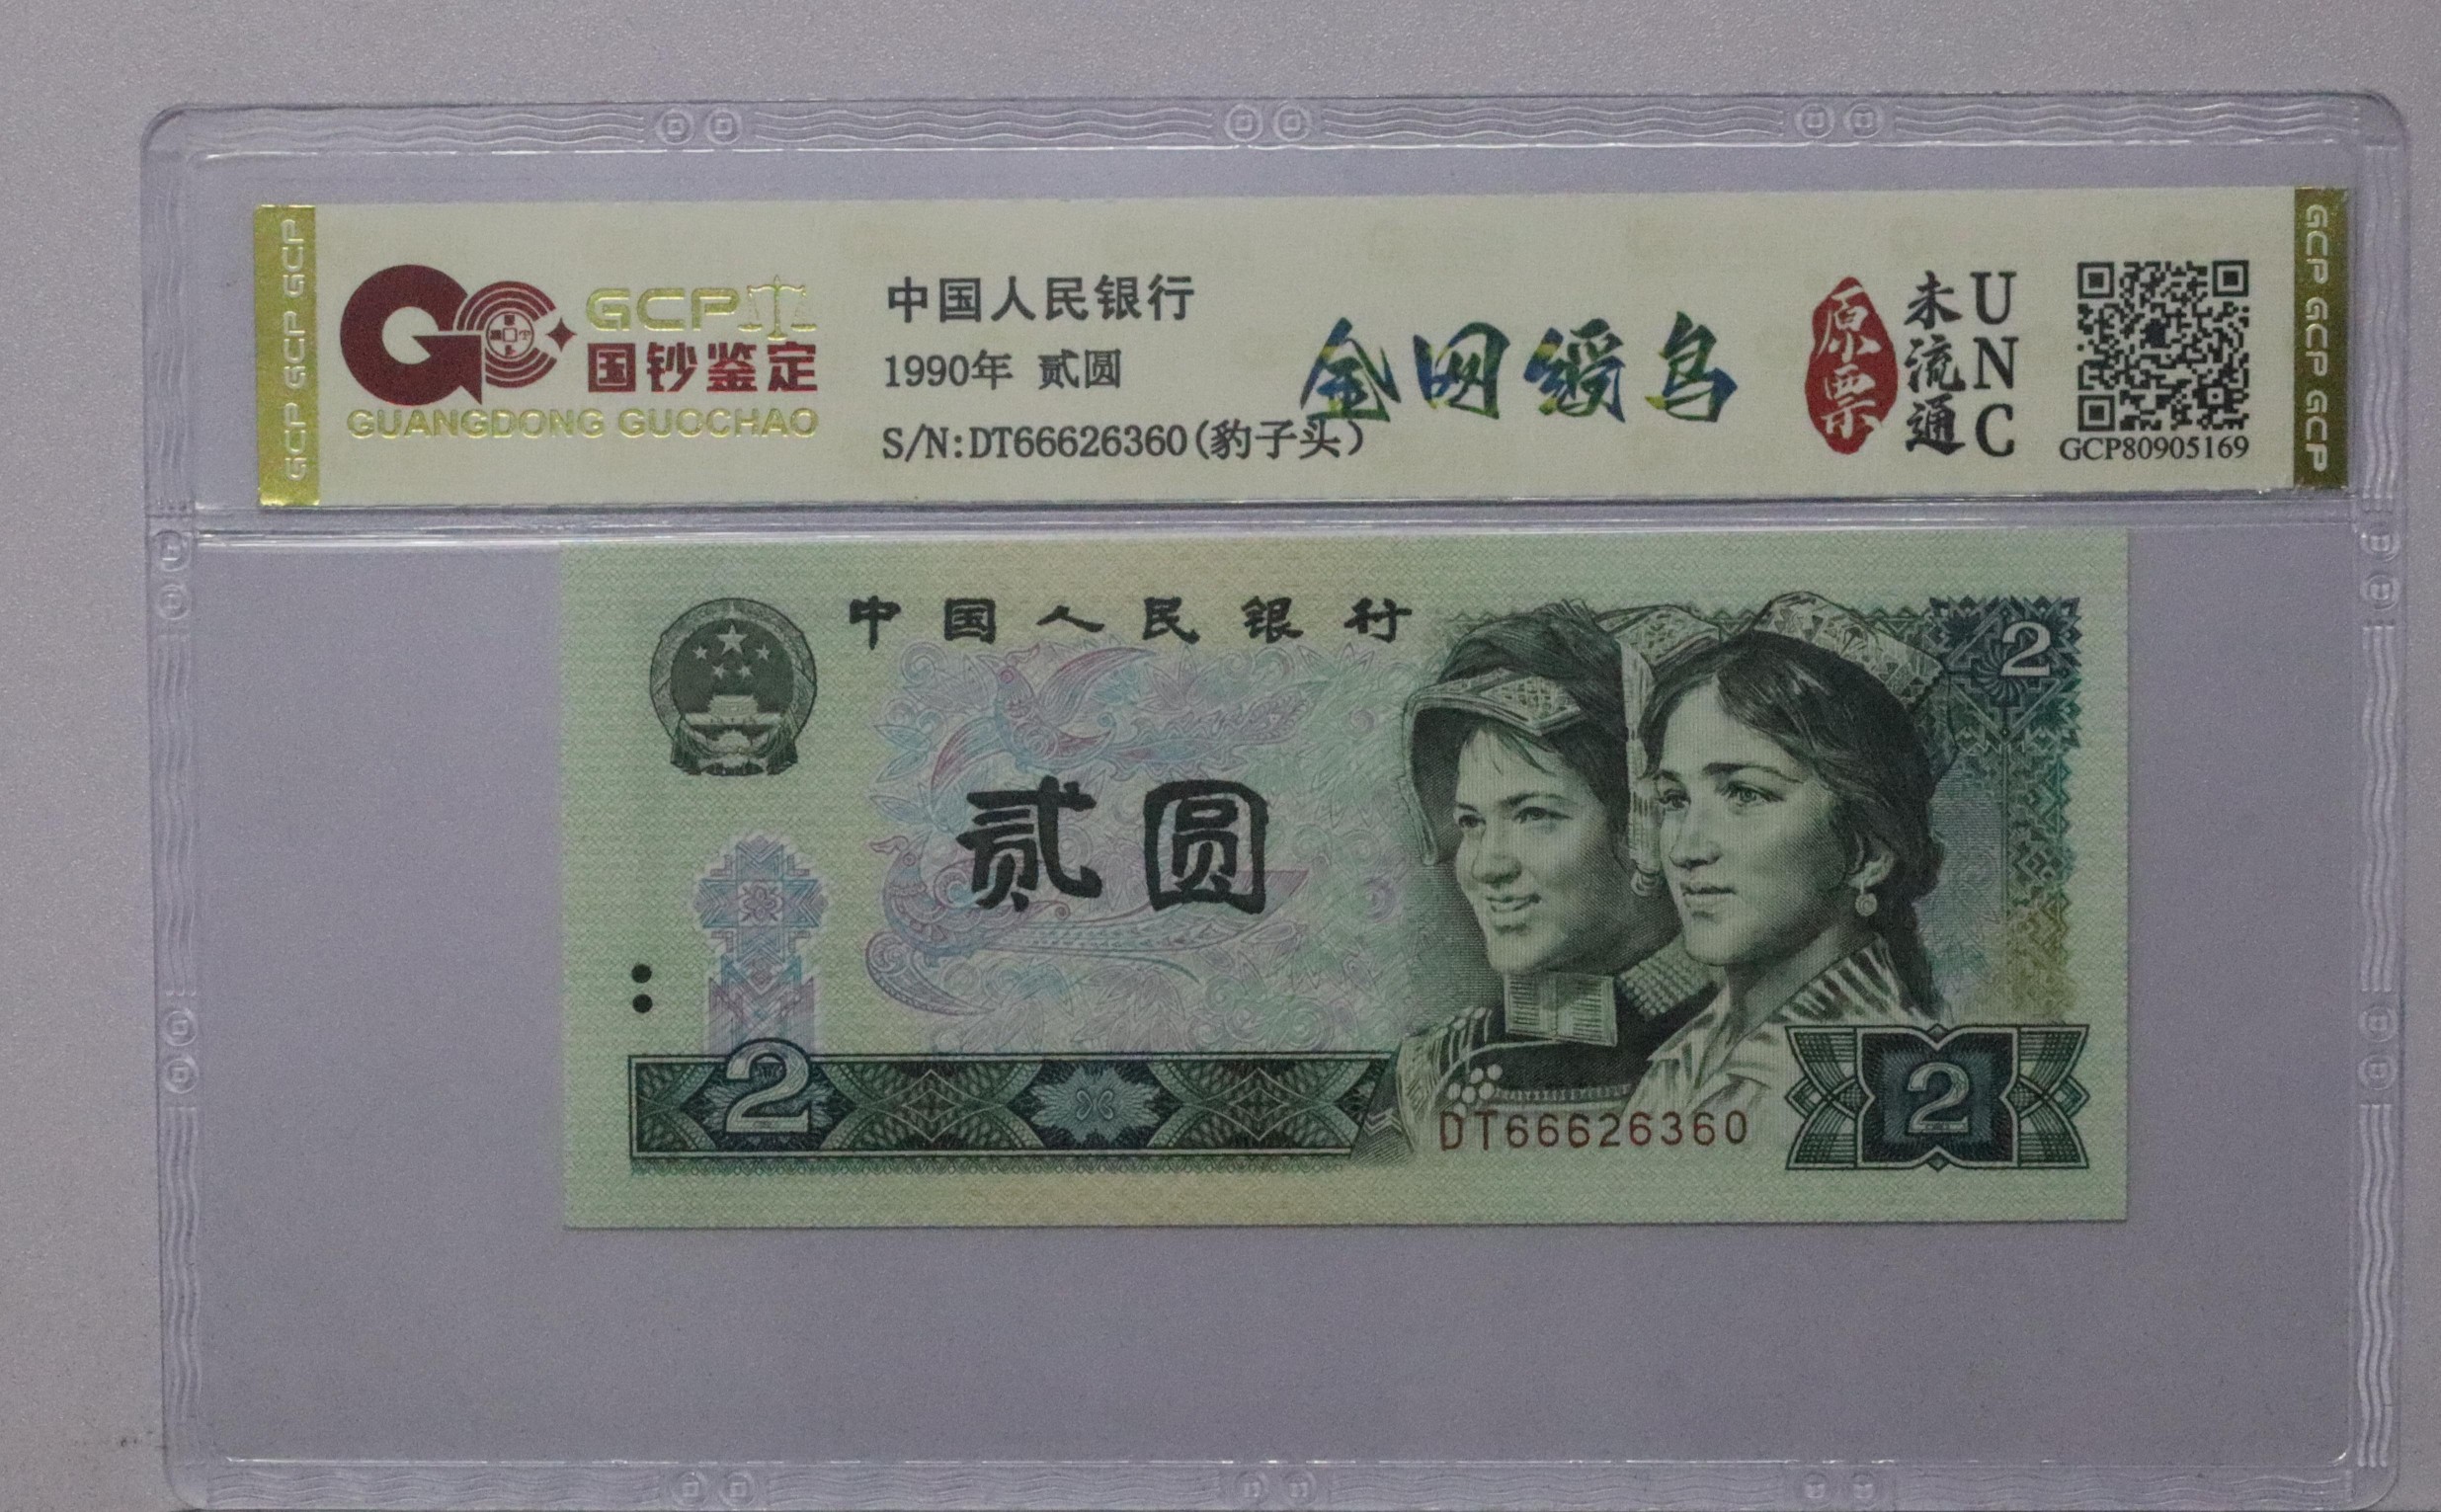 GCP GCP GCP
GCP
国钞鉴定
GUANGDONG GUOCHAO
中国人民银行
1990年 贰圆
S/N:DT66626360(豹子头)
金网绶鸟
原票
未流通
UNC
GCP80905169
GCP GCP GCP
中国人民银行
2
贰圆
2
DT66626360
2